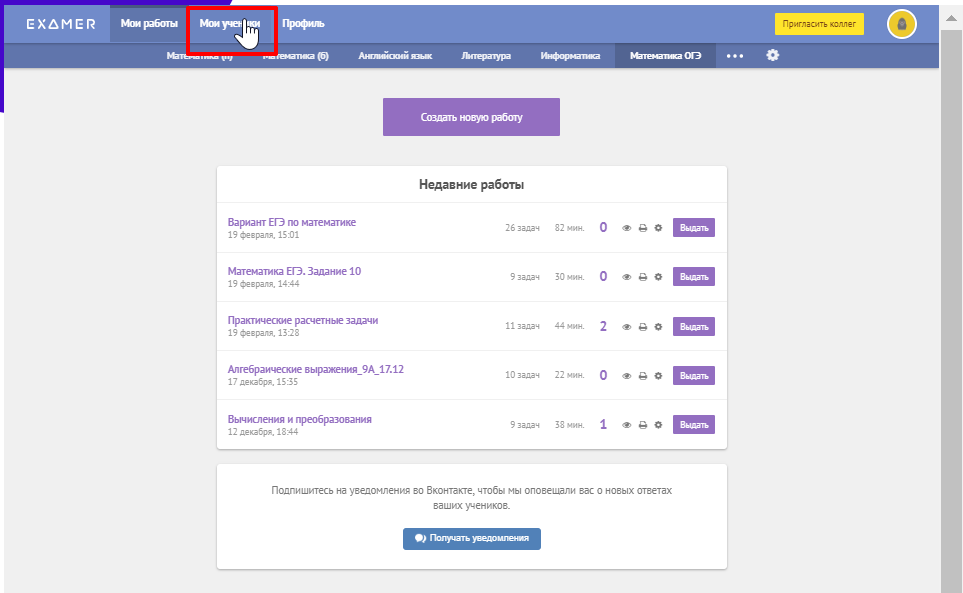 EXAMER Мои работы Мои ученики Профиль Пригласить коллег
Математика (п) Математика (б) Английский язык Литература Информатика Математика ОГЭ
Создать новую работу
Недавние работы
Вариант ЕГЭ по математике 26 задач 82 мин. 0 Выдать
19 февраля, 15:01
Математика ЕГЭ. Задание 10 9 задач 30 мин. 0 Выдать
19 февраля, 14:44
Практические расчетные задачи 11 задач 44 мин. 2 Выдать
19 февраля, 13:28
Алгебраические выражения_9А_17.12 10 задач 22 мин. 0 Выдать
17 декабря, 15:35
Вычисления и преобразования 9 задач 38 мин. 1 Выдать
12 декабря, 18:44
Подпишитесь на уведомления во Вконтакте, чтобы мы оповещали вас о новых ответах
ваших учеников.
Получать уведомления